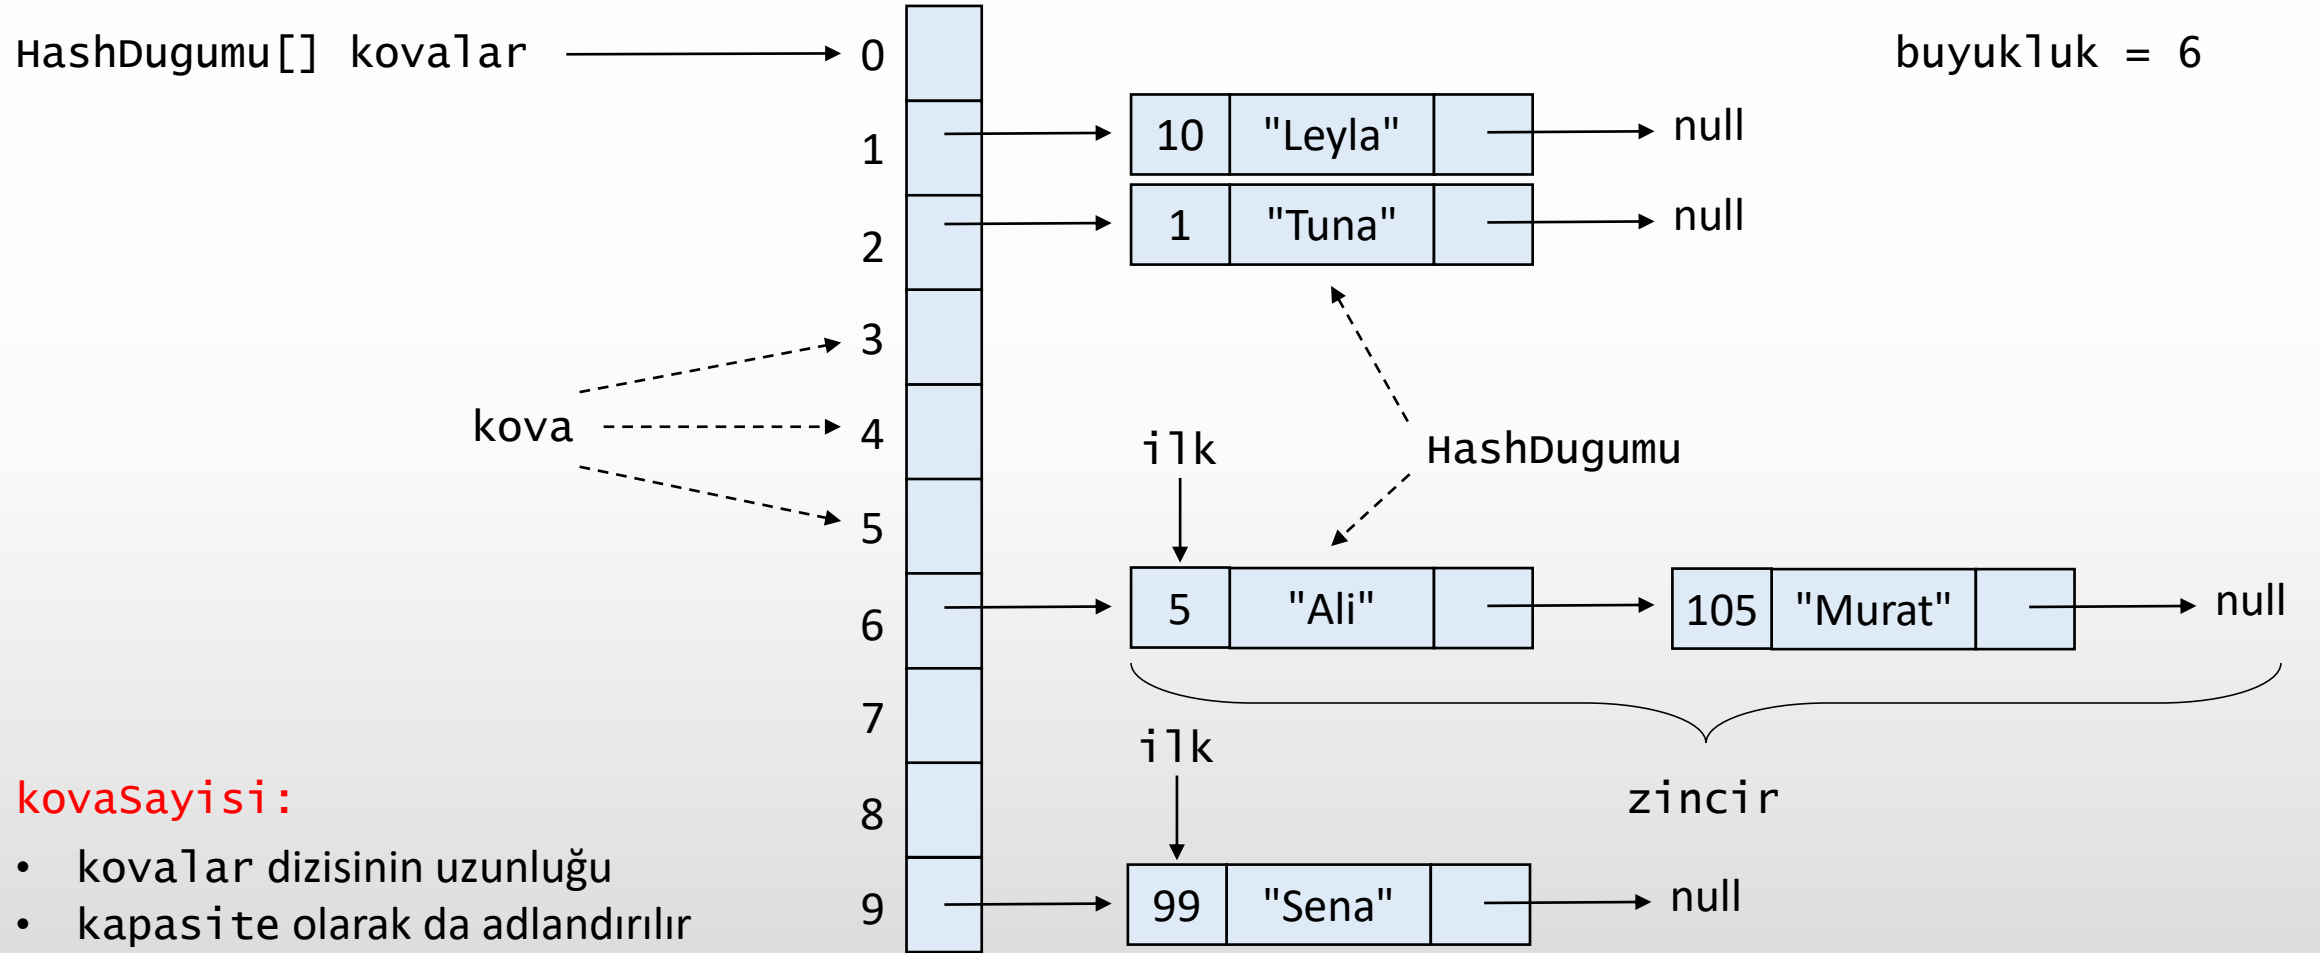 HashDugumu[] kovalar
buyukluk = 6
0
1
10 "Leyla" null
2
1 "Tuna" null
3
kova
4
ilk
HashDugumu
5
6
5 "Ali" 105 "Murat" null
7
ilk
zincir
kovaSayisi:
8
• kovalar dizisinin uzunluğu
9
99 "Sena" null
• kapasite olarak da adlandırılır